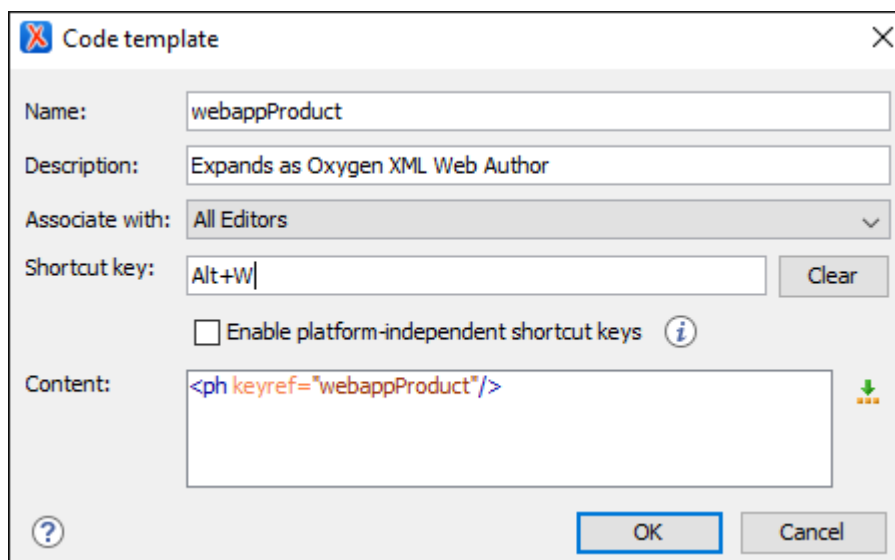 Code template
Name: webappProduct
Description: Expands as Oxygen XML Web Author
Associate with: All Editors
Shortcut key: Alt+W Clear
Enable platform-independent shortcut keys i
Content: <ph keyref="webappProduct"/>
? OK Cancel